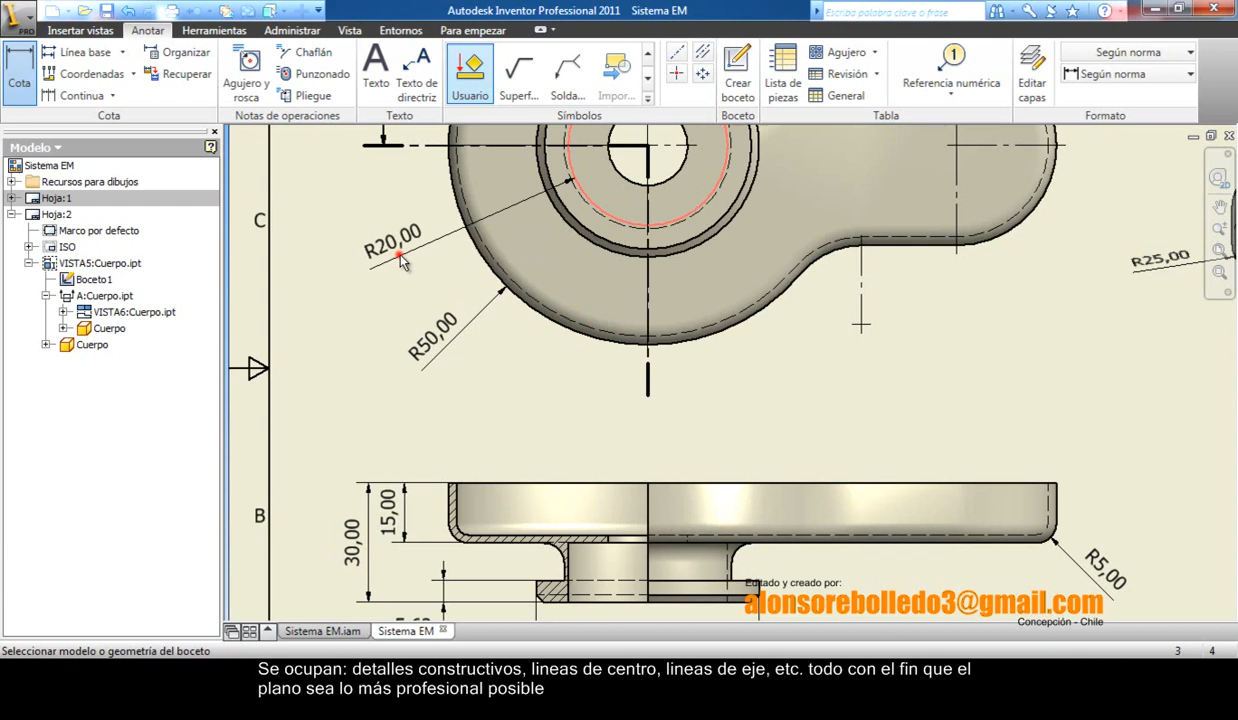 Autodesk Inventor Professional 2011 Sistema EM
Escriba palabra clave o frase
PRO
Insertar vistas Anotar Herramientas Administrar Vista Entornos Para empezar
Cota
Línea base
Coordenadas
Continua
Organizar
Recuperar
Cota
Agujero y rosca
Chaflán
Punzonado
Pliegue
Notas de operaciones
Texto
Texto de directriz
Texto
Usuario
Superf...
Solda...
Impor...
Símbolos
Crear boceto
Boceto
Lista de piezas
Agujero
Revisión
General
Referencia numérica
1
Tabla
Editar capas
Según norma
Según norma
Formato
Modelo
Sistema EM
Recursos para dibujos
Hoja:1
Hoja:2
Marco por defecto
ISO
VISTA5:Cuerpo.ipt
Boceto1
A:Cuerpo.ipt
VISTA6:Cuerpo.ipt
Cuerpo
Cuerpo
C
R20,00
R50,00
R25,00
B
30,00
15,00
R5,00
Editado y creado por:
alonsorebolledo3@gmail.com
Concepción - Chile
Sistema EM.iam Sistema EM
Seleccionar modelo o geometría del boceto
3 4
Se ocupan: detalles constructivos, lineas de centro, lineas de eje, etc. todo con el fin que el
plano sea lo más profesional posible